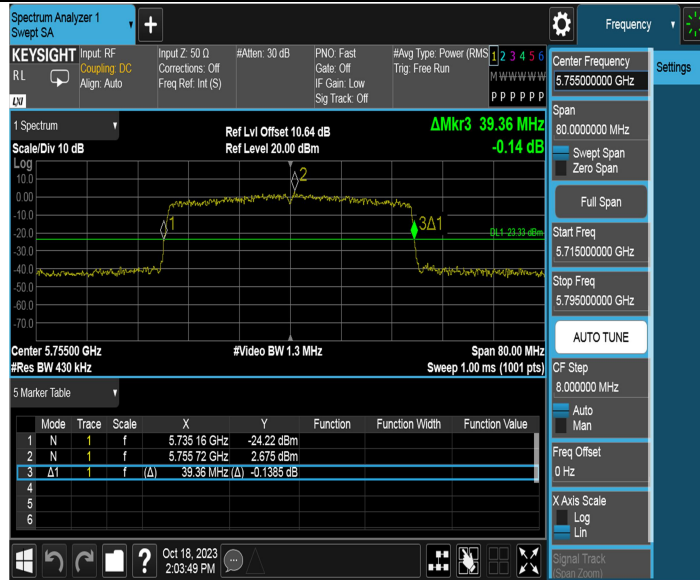 Spectrum Analyzer 1
Swept SA
+
Frequency
KEYSIGHT
RL
LXI
Input: RF
Coupling: DC
Align: Auto
Input Z: 50 Ω
Corrections: Off
Freq Ref: Int (S)
#Atten: 30 dB
PNO: Fast
Gate: Off
IF Gain: Low
Sig Track: Off
#Avg Type: Power (RMS
Trig: Free Run
1 2 3 4 5 6
M W W W W W
P P P P P P
1 Spectrum
Scale/Div 10 dB
Ref Lvl Offset 10.64 dB
Ref Level 20.00 dBm
ΔMkr3 39.36 MHz
-0.14 dB
Log
10.0
0.00
-10.0
-20.0
-30.0
-40.0
-50.0
-60.0
-70.0
1
2
3Δ1
DL1 -23.33 dBm
Center 5.75500 GHz
#Video BW 1.3 MHz
Span 80.00 MHz
#Res BW 430 kHz
Sweep 1.00 ms (1001 pts)
5 Marker Table
Mode Trace Scale X Y Function Function Width Function Value
1 N 1 f 5.735 16 GHz -24.22 dBm
2 N 1 f 5.755 72 GHz 2.675 dBm
3 Δ1 1 f (Δ) 39.36 MHz (Δ) -0.1385 dB
4
5
6
?
Oct 18, 2023
2:03:49 PM
Center Frequency
5.755000000 GHz
Settings
Span
80.0000000 MHz
Swept Span
Zero Span
Full Span
Start Freq
5.715000000 GHz
Stop Freq
5.795000000 GHz
AUTO TUNE
CF Step
8.000000 MHz
Auto
Man
Freq Offset
0 Hz
X Axis Scale
Log
Lin
Signal Track
(Span Zoom)